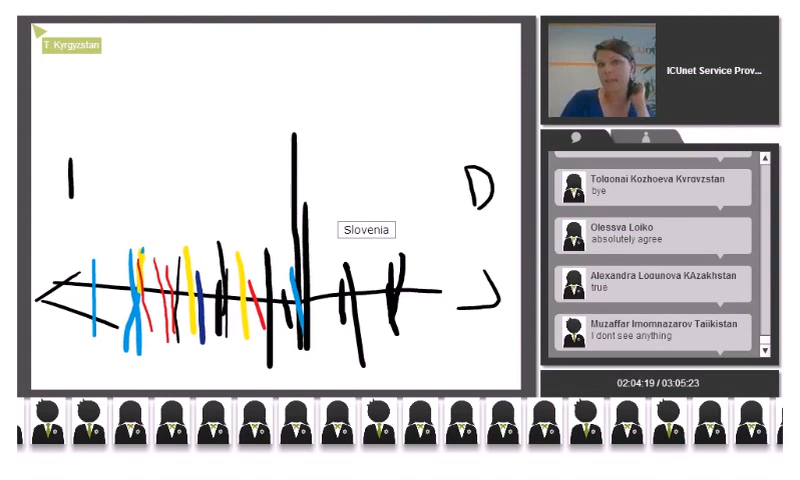 T. Kyrgyzstan
I
D
Slovenia
ICUnet Service Prov...
Tolgonai Kozhoeva Kyrgyzstan
bye
Olessya Loiko
absolutely agree
Alexandra Logunova KAzakhstan
true
Muzaffar Imomnazarov Tajikistan
I dont see anything
02:04:19 / 03:05:23